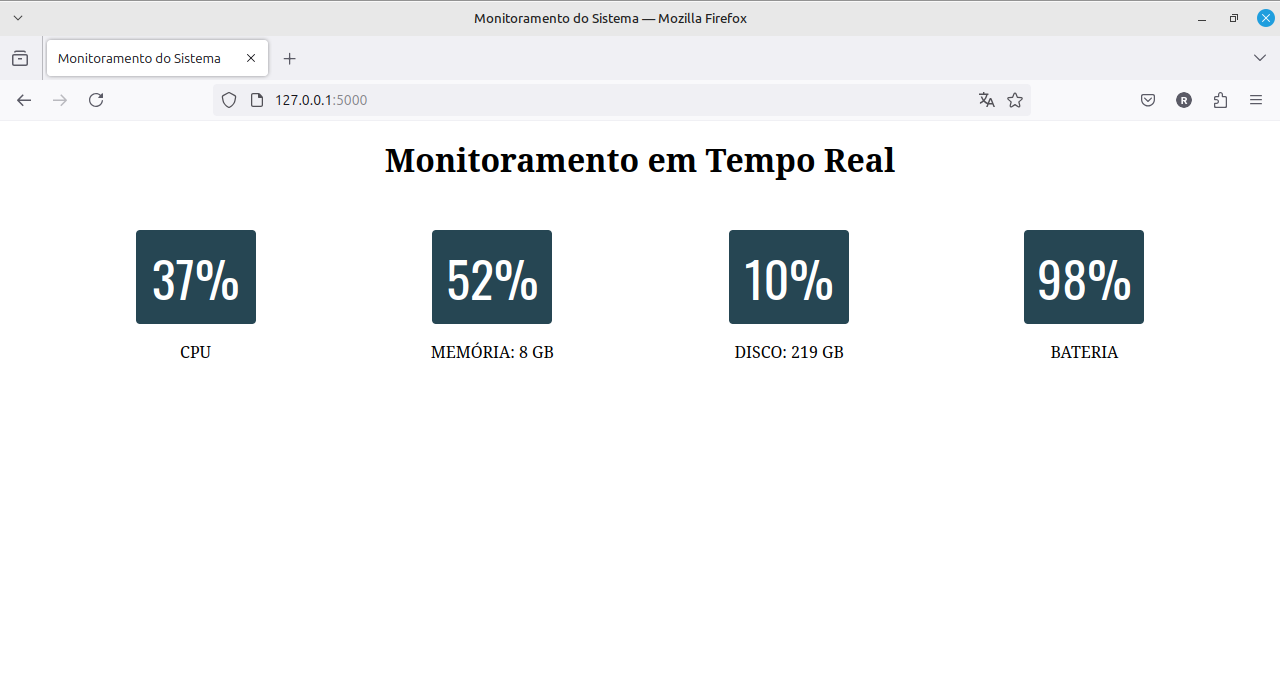 Monitoramento do Sistema — Mozilla Firefox
Monitoramento do Sistema
127.0.0.1:5000
R
Monitoramento em Tempo Real
37% 52% 10% 98%
CPU MEMÓRIA: 8 GB DISCO: 219 GB BATERIA